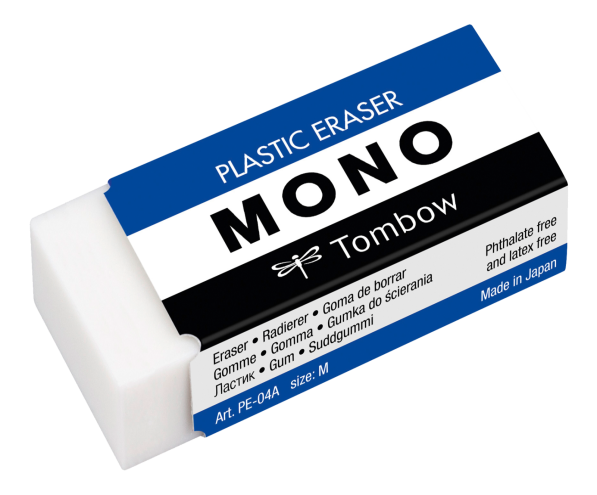 PLASTIC ERASER
MONO
Tombow
Eraser • Radierer • Goma de borrar
Gomme • Gomma • Gumka do ścierania
Ластик • Gum • Suddgummi
Phthalate free
and latex free
Art. PE-04A size: M
Made in Japan